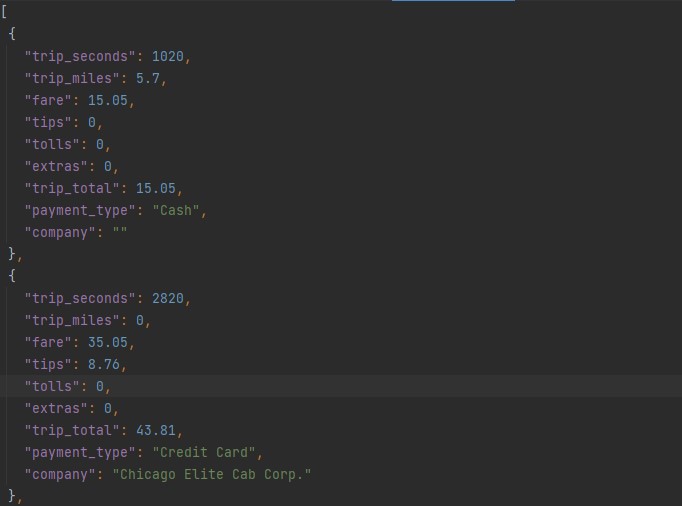 [
{
"trip_seconds": 1020,
"trip_miles": 5.7,
"fare": 15.05,
"tips": 0,
"tolls": 0,
"extras": 0,
"trip_total": 15.05,
"payment_type": "Cash",
"company": ""
},
{
"trip_seconds": 2820,
"trip_miles": 0,
"fare": 35.05,
"tips": 8.76,
"tolls": 0,
"extras": 0,
"trip_total": 43.81,
"payment_type": "Credit Card",
"company": "Chicago Elite Cab Corp."
},